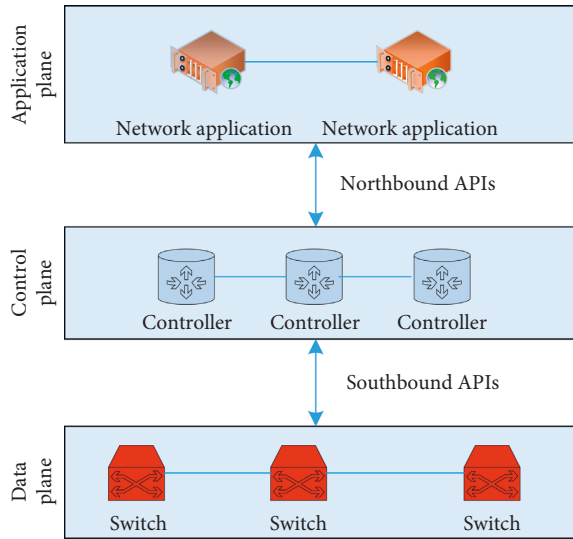 Application
plane
Network application
Network application
Northbound APIs
Control
plane
Controller
Controller
Controller
Southbound APIs
Data
plane
Switch
Switch
Switch